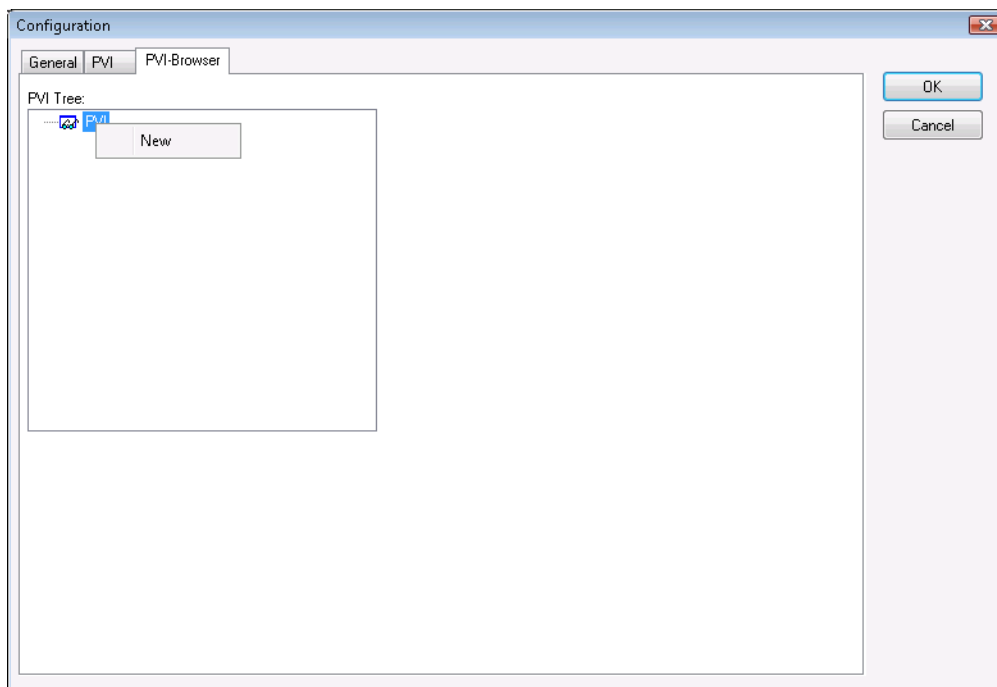 Configuration
General PVI PVI-Browser
OK
PVI Tree:
Cancel
PVI
New